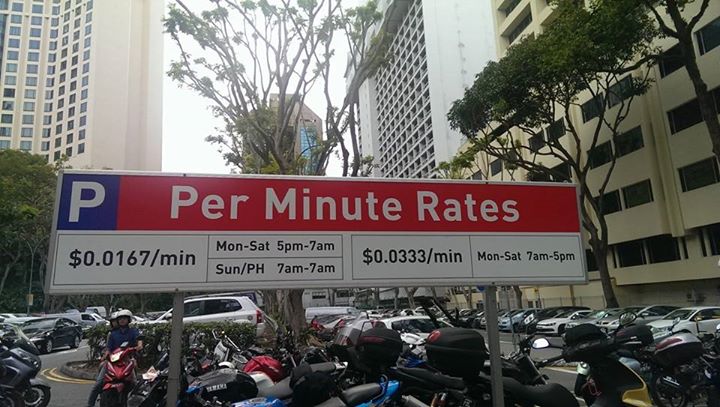 P Per Minute Rates
$0.0167/min
Mon-Sat 5pm-7am
Sun/PH 7am-7am
$0.0333/min
Mon-Sat 7am-5pm
YAMAHA